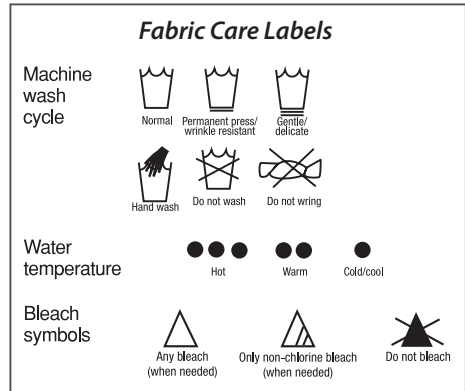 Fabric Care Labels
Machine
wash
cycle
Normal
Permanent press/
wrinkle resistant
Gentle/
delicate
Hand wash
Do not wash
Do not wring
Water
temperature
Hot
Warm
Cold/cool
Bleach
symbols
Any bleach
(when needed)
Only non-chlorine bleach
(when needed)
Do not bleach